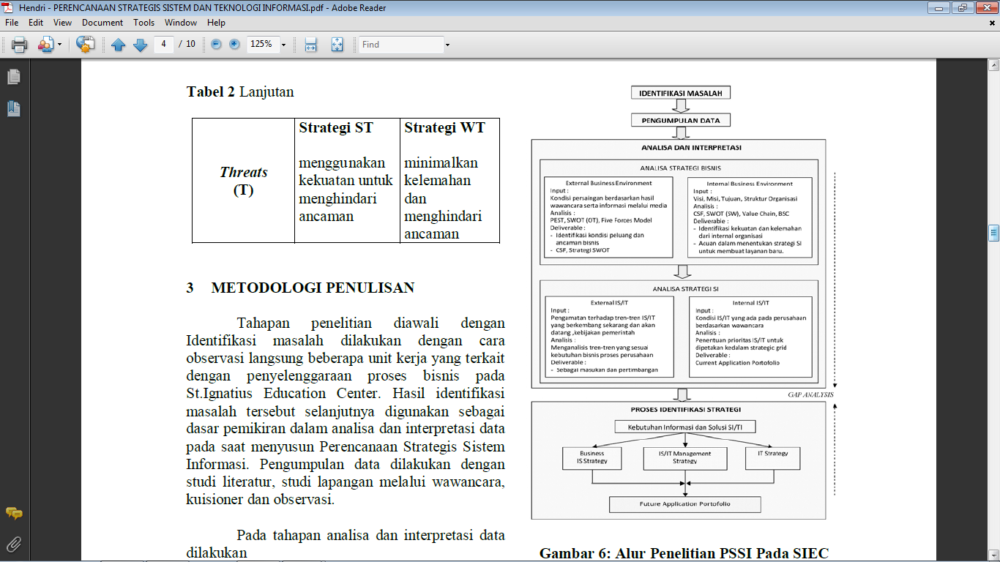 Hendri - PERENCANAAN STRATEGIS SISTEM DAN TEKNOLOGI INFORMASI.pdf - Adobe Reader
File Edit View Document Tools Window Help
4 / 10 125% Find
Tabel 2 Lanjutan
Threats
(T)
Strategi ST
menggunakan
kekuatan untuk
menghindari
ancaman
Strategi WT
minimalkan
kelemahan
dan
menghindari
ancaman
3 METODOLOGI PENULISAN
Tahapan penelitian diawali dengan
Identifikasi masalah dilakukan dengan cara
observasi langsung beberapa unit kerja yang terkait
dengan penyelenggaraan proses bisnis pada
St.Ignatius Education Center. Hasil identifikasi
masalah tersebut selanjutnya digunakan sebagai
dasar pemikiran dalam analisa dan interpretasi data
pada saat menyusun Perencanaan Strategis Sistem
Informasi. Pengumpulan data dilakukan dengan
studi literatur, studi lapangan melalui wawancara,
kuisioner dan observasi.
Pada tahapan analisa dan interpretasi data
dilakukan
IDENTIFIKASI MASALAH
PENGUMPULAN DATA
ANALISA DAN INTERPRETASI
ANALISA STRATEGI BISNIS
External Business Environment
Input :
Kondisi persaingan berdasarkan hasil
wawancara serta informasi melalui media
Analisis :
PEST, SWOT (OT), Five Forces Model
Deliverable :
- Identifikasi kondisi peluang dan
ancaman bisnis
- CSF, Strategi SWOT
Internal Business Environment
Input :
Visi, Misi, Tujuan, Struktur Organisasi
Analisis :
CSF, SWOT (SW), Value Chain, BSC
Deliverable :
- Identifikasi kekuatan dan kelemahan
dari internal organisasi
- Acuan dalam menentukan strategi SI
untuk membuat layanan baru.
ANALISA STRATEGI SI
External IS/IT
Input :
Pengamatan terhadap tren-tren IS/IT
yang berkembang sekarang dan akan
datang ,kebijakan pemerintah
Analisis :
Menganalisis tren-tren yang sesuai
kebutuhan bisnis proses perusahaan
Deliverable :
- Sebagai masukan dan pertimbangan
Internal IS/IT
Input :
Kondisi IS/IT yang ada pada perusahaan
berdasarkan wawancara
Analisis :
Penentuan prioritas IS/IT untuk
dipetakan kedalam strategic grid
Deliverable :
Current Application Portofolio
GAP ANALYSIS
PROSES IDENTIFIKASI STRATEGI
Kebutuhan Informasi dan Solusi SI/TI
Business
IS Strategy
IS/IT Management
Strategy
IT Strategy
Future Application Portofolio
Gambar 6: Alur Penelitian PSSI Pada SIEC